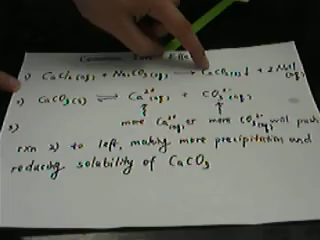 Common Ion Effect
1) CaCl₂(aq) + Na₂CO₃(aq) → CaCO₃(s)↓ + 2NaCl(aq)
2) CaCO₃(s) ⇌ Ca²⁺(aq) + CO₃²⁻(aq)
3) more Ca²⁺(aq) or more CO₃²⁻(aq) will push
rxn 2) to left, making more precipitation and
reducing solubility of CaCO₃